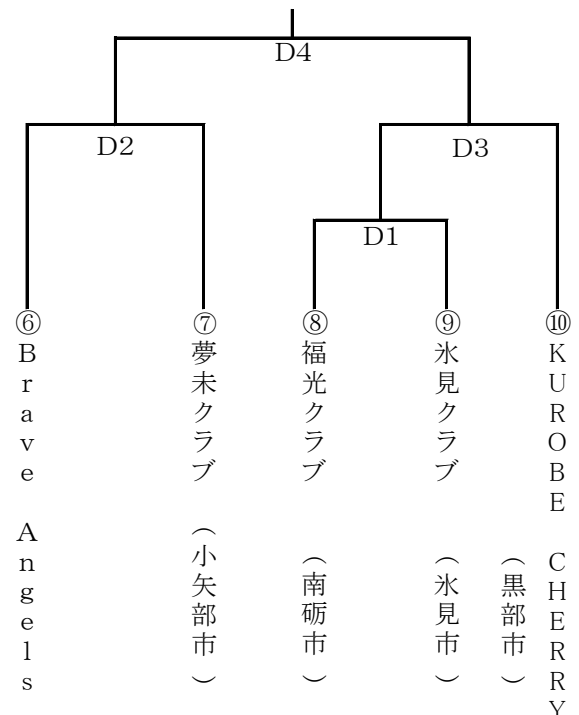 D4
D2
D3
D1
⑥
Brave Angels
⑦
夢未クラブ（小矢部市）
⑧
福光クラブ（南砺市）
⑨
氷見クラブ（氷見市）
⑩
KUROBE CHERRY
（黒部市）